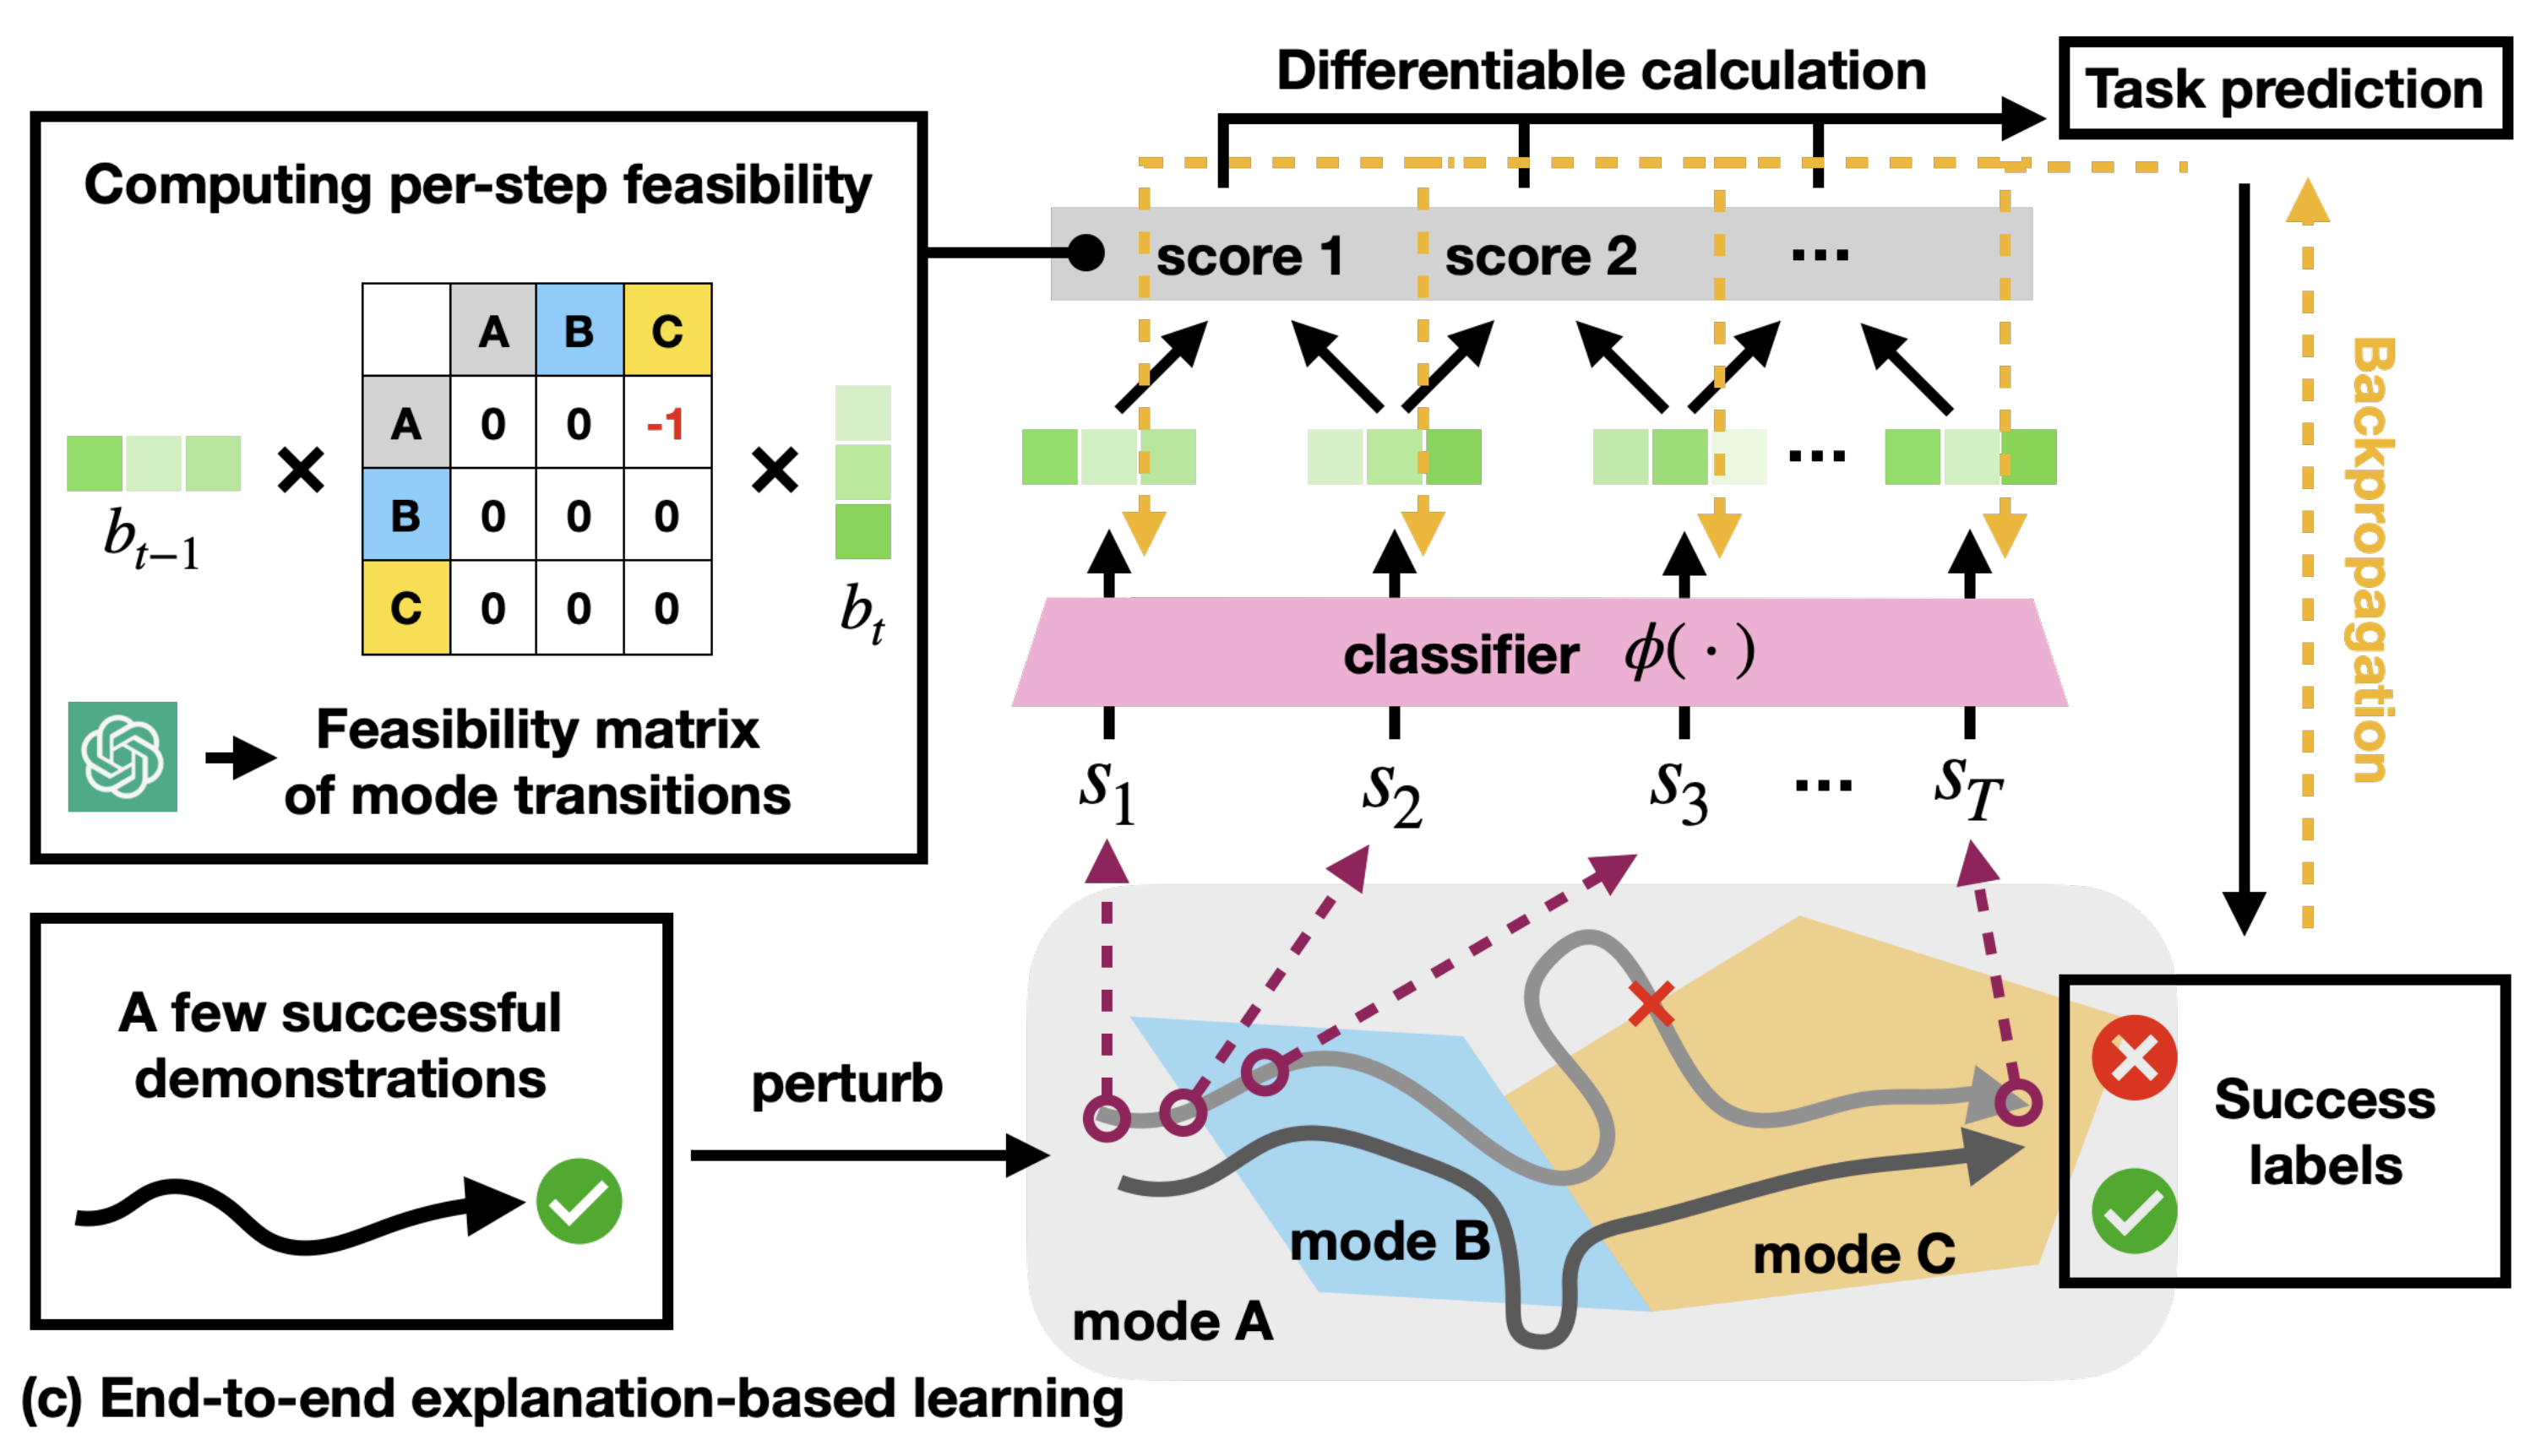 Differentiable calculation
Task prediction
Computing per-step feasibility
score 1 score 2 ...
A B C
A 0 0 -1
B 0 0 0
C 0 0 0
× ×
b_{t−1}
b_t
...
Backpropagation
classifier ϕ( · )
Feasibility matrix
of mode transitions
s_1 s_2 s_3 ... s_T
A few successful
demonstrations
perturb
mode B
mode C
mode A
Success
labels
(c) End-to-end explanation-based learning